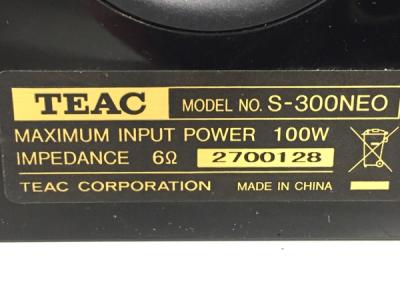 TEAC MODEL NO. S-300NEO
MAXIMUM INPUT POWER 100W
IMPEDANCE 6Ω 2700128
TEAC CORPORATION MADE IN CHINA